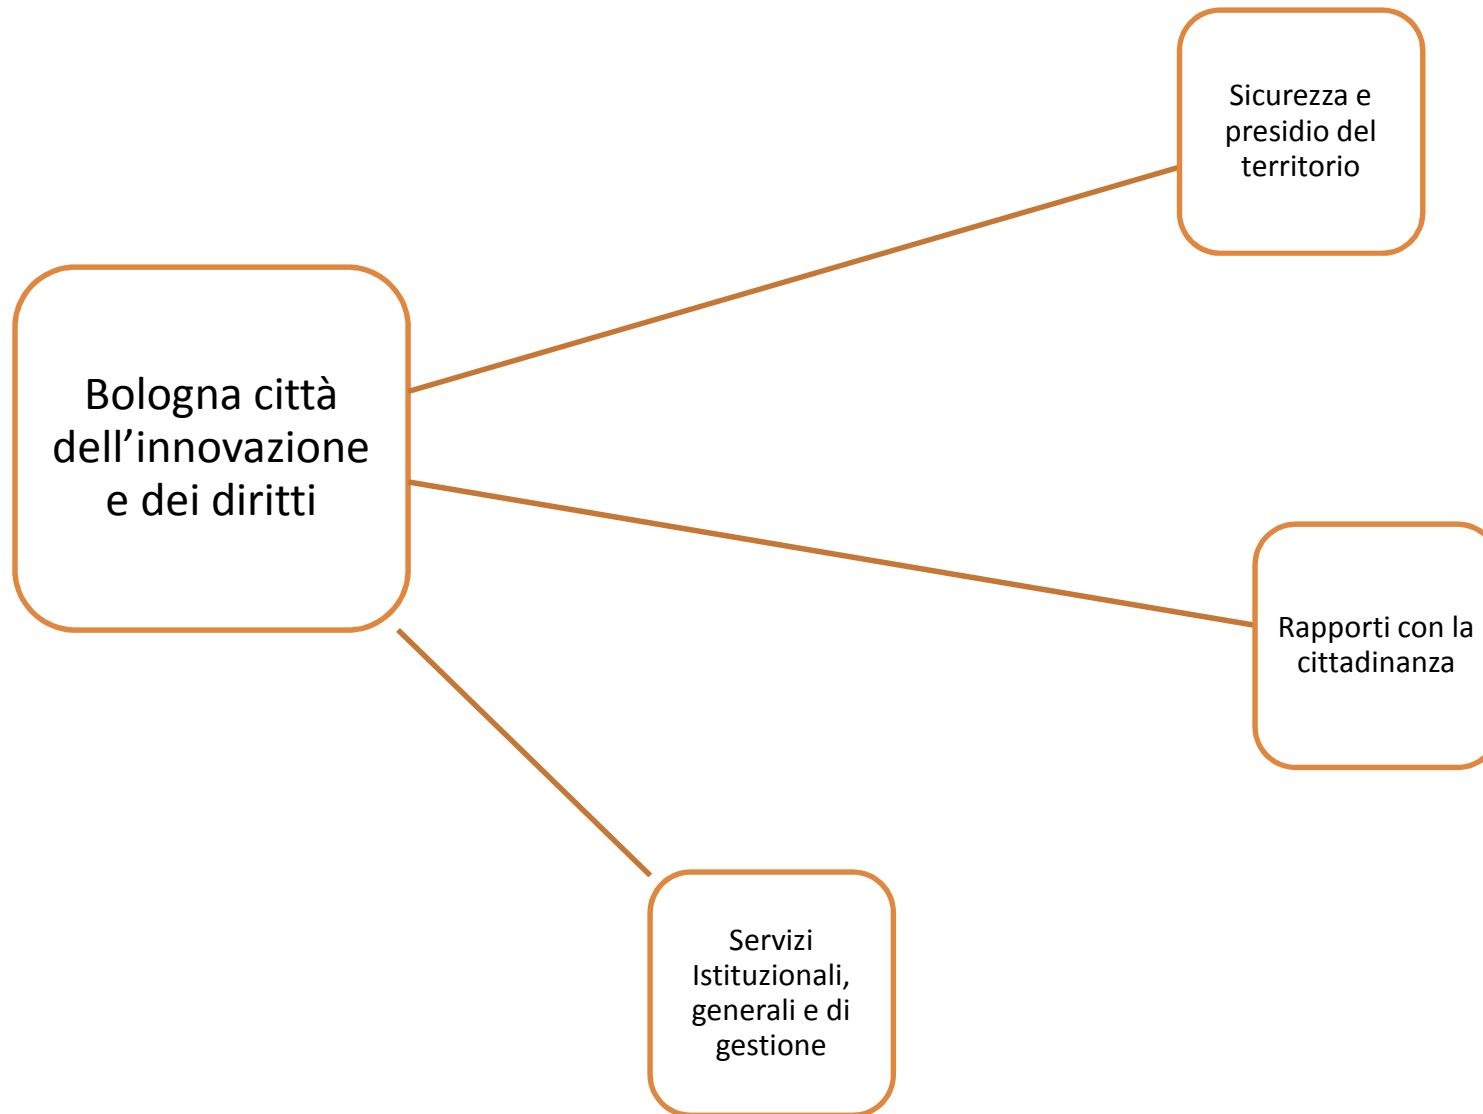 Sicurezza e
presidio del
territorio
Bologna città
dell’innovazione
e dei diritti
Rapporti con la
cittadinanza
Servizi
Istituzionali,
generali e di
gestione